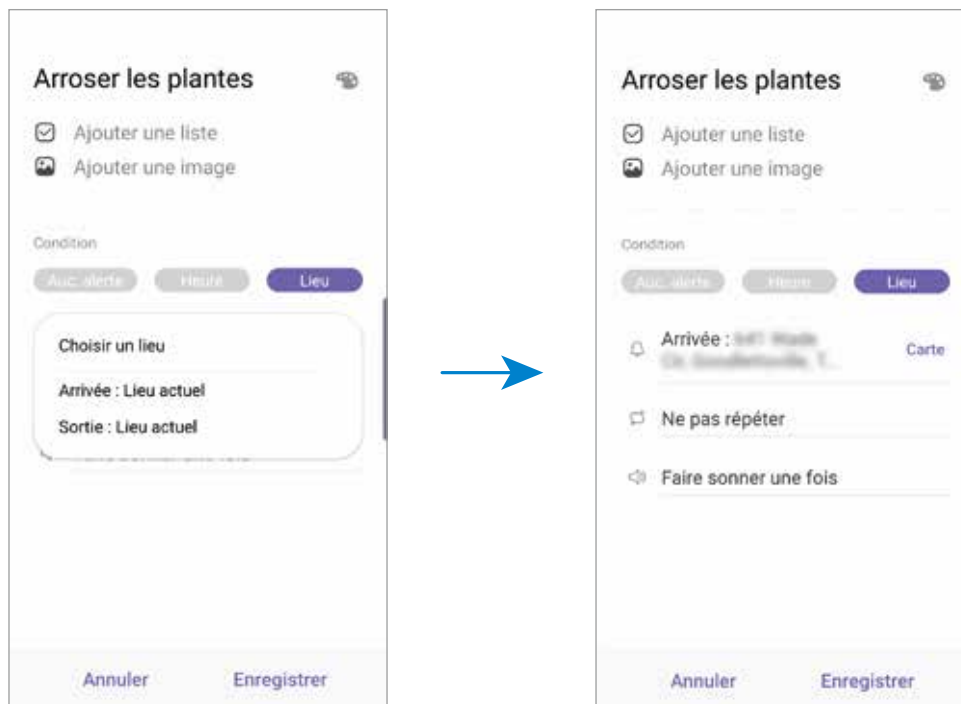 Arroser les plantes
Ajouter une liste
Ajouter une image
Condition
Auc. alerte Heure Lieu
Choisir un lieu
Arrivée : Lieu actuel
Sortie : Lieu actuel
Annuler Enregistrer
Arroser les plantes
Ajouter une liste
Ajouter une image
Condition
Auc. alerte Heure Lieu
Arrivée :
Carte
Ne pas répéter
Faire sonner une fois
Annuler Enregistrer